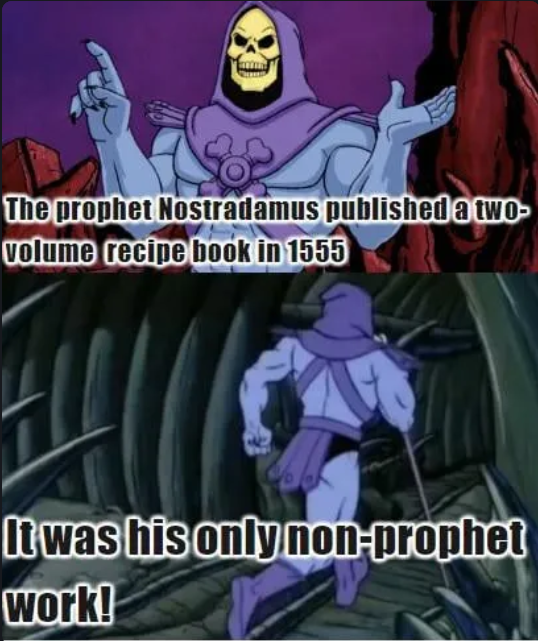 The prophet Nostradamus published a two-
volume recipe book in 1555
It was his only non-prophet
work!